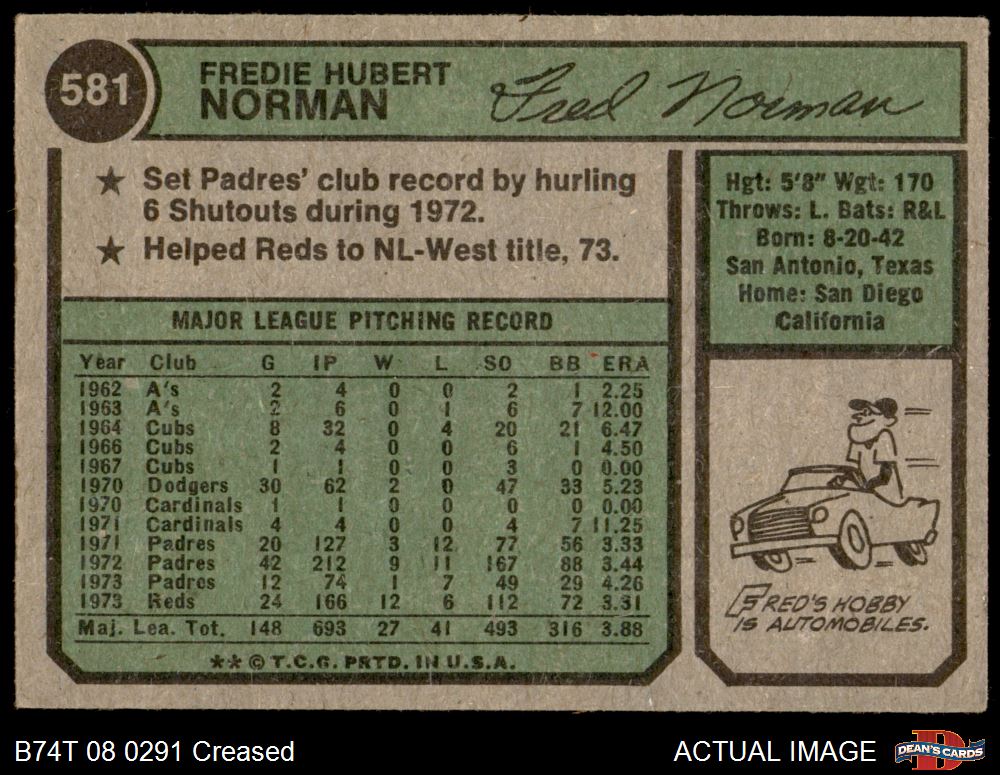 581
FREDIE HUBERT
NORMAN
Fred Norman
★ Set Padres' club record by hurling
6 Shutouts during 1972.
★ Helped Reds to NL-West title, 73.
Hgt: 5'8" Wgt: 170
Throws: L. Bats: R&L
Born: 8-20-42
San Antonio, Texas
Home: San Diego
California
MAJOR LEAGUE PITCHING RECORD
Year Club G IP W L SO BB ERA
1962 A's 2 4 0 0 2 1 2.25
1963 A's 2 6 0 1 6 7 12.00
1964 Cubs 8 32 0 4 20 21 6.47
1966 Cubs 2 4 0 0 6 1 4.50
1967 Cubs 1 1 0 0 3 0 0.00
1970 Dodgers 30 62 2 0 47 33 5.23
1970 Cardinals 1 1 0 0 0 0 0.00
1971 Cardinals 4 4 0 0 4 7 11.25
1971 Padres 20 127 3 12 77 56 3.33
1972 Padres 42 212 9 11 167 88 3.44
1973 Padres 12 74 1 7 49 29 4.26
1973 Reds 24 166 12 6 112 72 3.31
Maj. Lea. Tot. 148 693 27 41 493 316 3.88
** © T.C.G. PRTD. IN U.S.A.
FRED'S HOBBY
IS AUTOMOBILES.
B74T 08 0291 Creased
ACTUAL IMAGE
DEAN'S CARDS